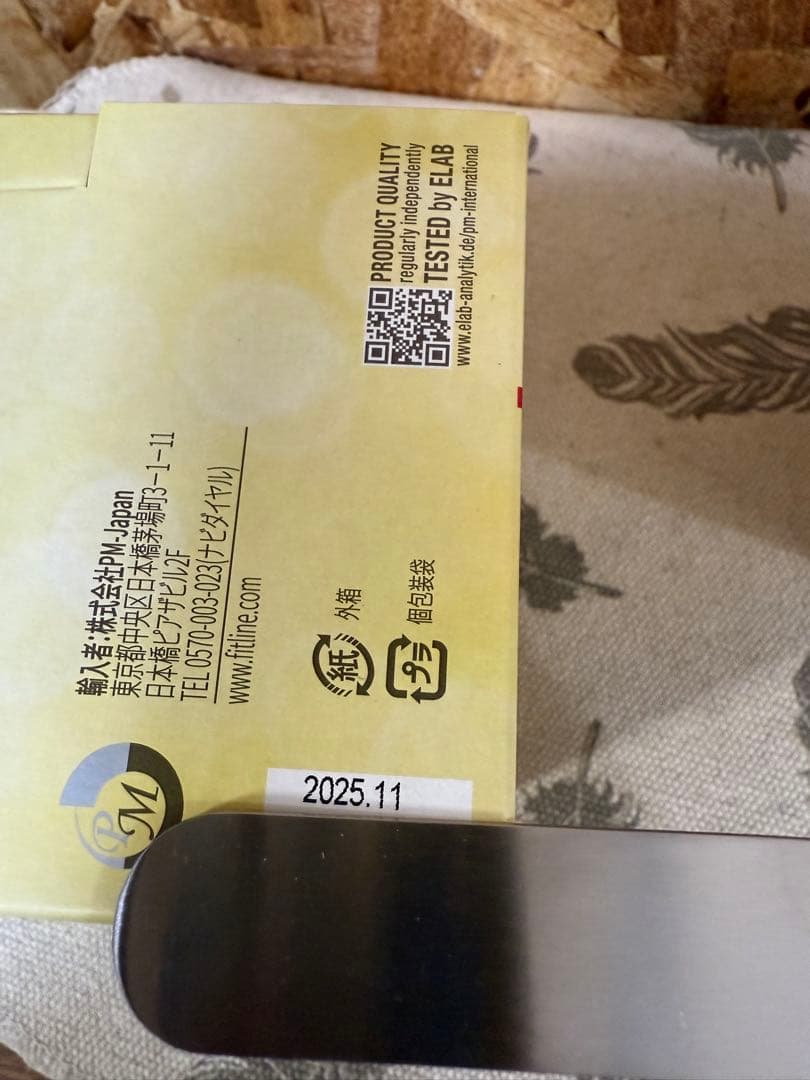 輸入者:株式会社PM-Japan
東京都中央区日本橋茅場町3-1-11
日本橋ピアザビル2F
TEL 0570-003-023(ナビダイヤル)
www.fitline.com
紙 外箱
プラ 個包装袋
PRODUCT QUALITY
regularly independently
TESTED by ELAB
www.elab-analytik.de/pm-international
PM
2025.11